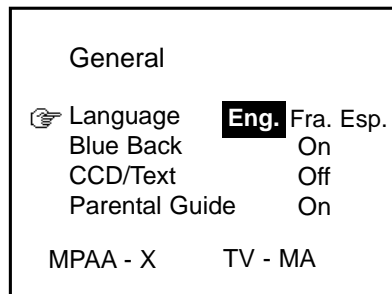 General
Language Eng. Fra. Esp.
Blue Back On
CCD/Text Off
Parental Guide On
MPAA - X TV - MA